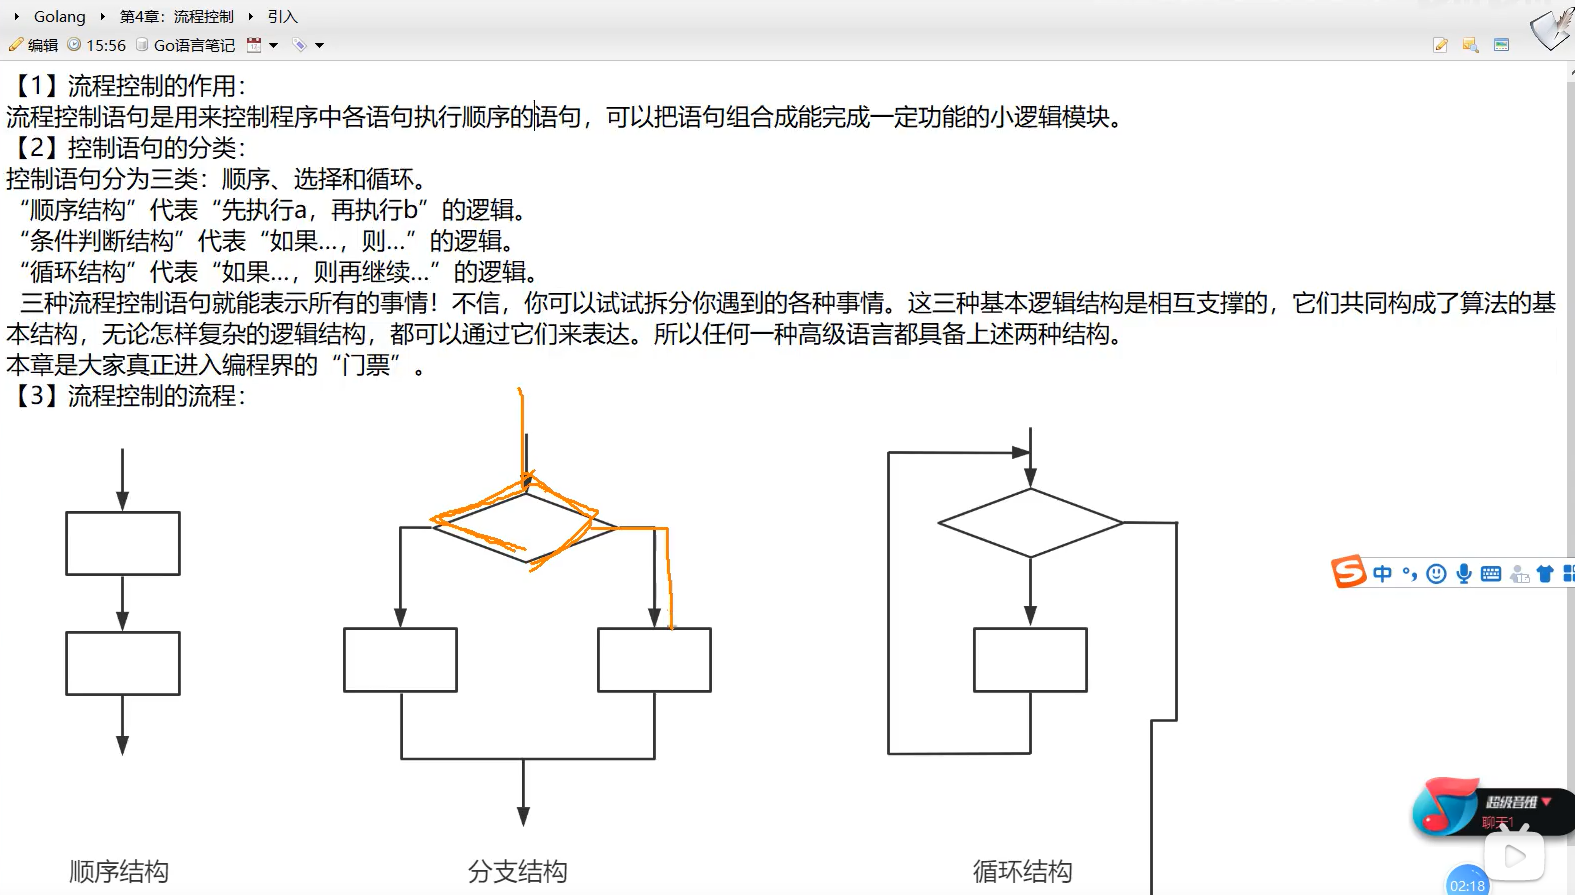 Golang 第4章：流程控制 引入
编辑 15:56 Go语言笔记
【1】流程控制的作用：
流程控制语句是用来控制程序中各语句执行顺序的语句，可以把语句组合成能完成一定功能的小逻辑模块。
【2】控制语句的分类：
控制语句分为三类：顺序、选择和循环。
“顺序结构”代表“先执行a，再执行b”的逻辑。
“条件判断结构”代表“如果...，则...”的逻辑。
“循环结构”代表“如果...，则再继续...”的逻辑。
三种流程控制语句就能表示所有的事情！不信，你可以试试拆分你遇到的各种事情。这三种基本逻辑结构是相互支撑的，它们共同构成了算法的基
本结构，无论怎样复杂的逻辑结构，都可以通过它们来表达。所以任何一种高级语言都具备上述两种结构。
本章是大家真正进入编程界的“门票”。
【3】流程控制的流程：
中
超级音雄
聊天1
顺序结构 分支结构 循环结构
02:18